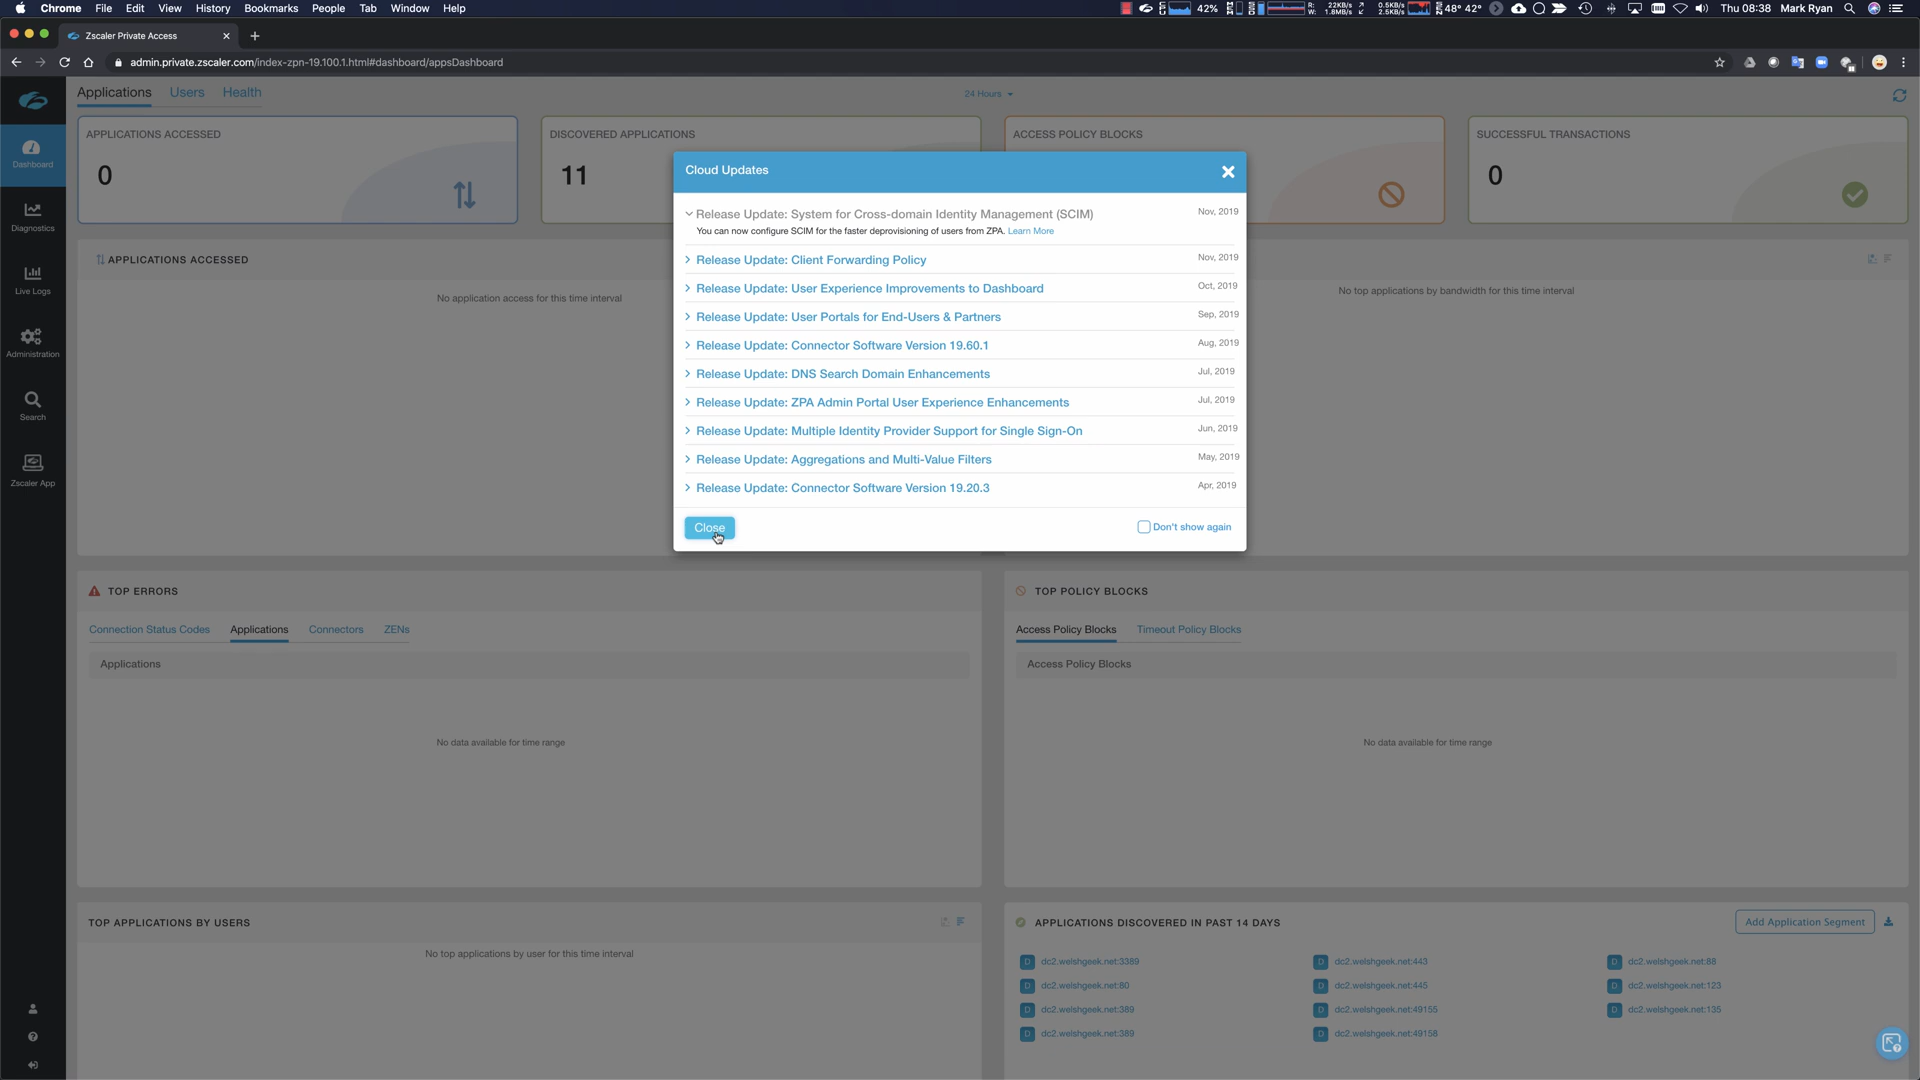 Chrome File Edit View History Bookmarks People Tab Window Help
42% R: 22KB/s W: 1.8MB/s 0.5KB/s 2.5KB/s 48° 42° Thu 08:38 Mark Ryan
Zscaler Private Access
admin.private.zscaler.com/index-zpn-19.100.1.html#dashboard/appsDashboard
Applications Users Health
24 Hours
Dashboard
Diagnostics
Live Logs
Administration
Search
Zscaler App
APPLICATIONS ACCESSED
0
DISCOVERED APPLICATIONS
11
ACCESS POLICY BLOCKS
SUCCESSFUL TRANSACTIONS
0
Cloud Updates
Release Update: System for Cross-domain Identity Management (SCIM) Nov, 2019
You can now configure SCIM for the faster deprovisioning of users from ZPA. Learn More
Release Update: Client Forwarding Policy Nov, 2019
Release Update: User Experience Improvements to Dashboard Oct, 2019
Release Update: User Portals for End-Users & Partners Sep, 2019
Release Update: Connector Software Version 19.60.1 Aug, 2019
Release Update: DNS Search Domain Enhancements Jul, 2019
Release Update: ZPA Admin Portal User Experience Enhancements Jul, 2019
Release Update: Multiple Identity Provider Support for Single Sign-On Jun, 2019
Release Update: Aggregations and Multi-Value Filters May, 2019
Release Update: Connector Software Version 19.20.3 Apr, 2019
Close
Don't show again
APPLICATIONS ACCESSED
No application access for this time interval
No top applications by bandwidth for this time interval
TOP ERRORS
Connection Status Codes Applications Connectors ZENs
Applications
No data available for time range
TOP POLICY BLOCKS
Access Policy Blocks Timeout Policy Blocks
Access Policy Blocks
No data available for time range
TOP APPLICATIONS BY USERS
No top applications by user for this time interval
APPLICATIONS DISCOVERED IN PAST 14 DAYS
Add Application Segment
D dc2.welshgeek.net:3389 D dc2.welshgeek.net:443 D dc2.welshgeek.net:88
D dc2.welshgeek.net:80 D dc2.welshgeek.net:445 D dc2.welshgeek.net:123
D dc2.welshgeek.net:389 D dc2.welshgeek.net:49155 D dc2.welshgeek.net:135
D dc2.welshgeek.net:389 D dc2.welshgeek.net:49158